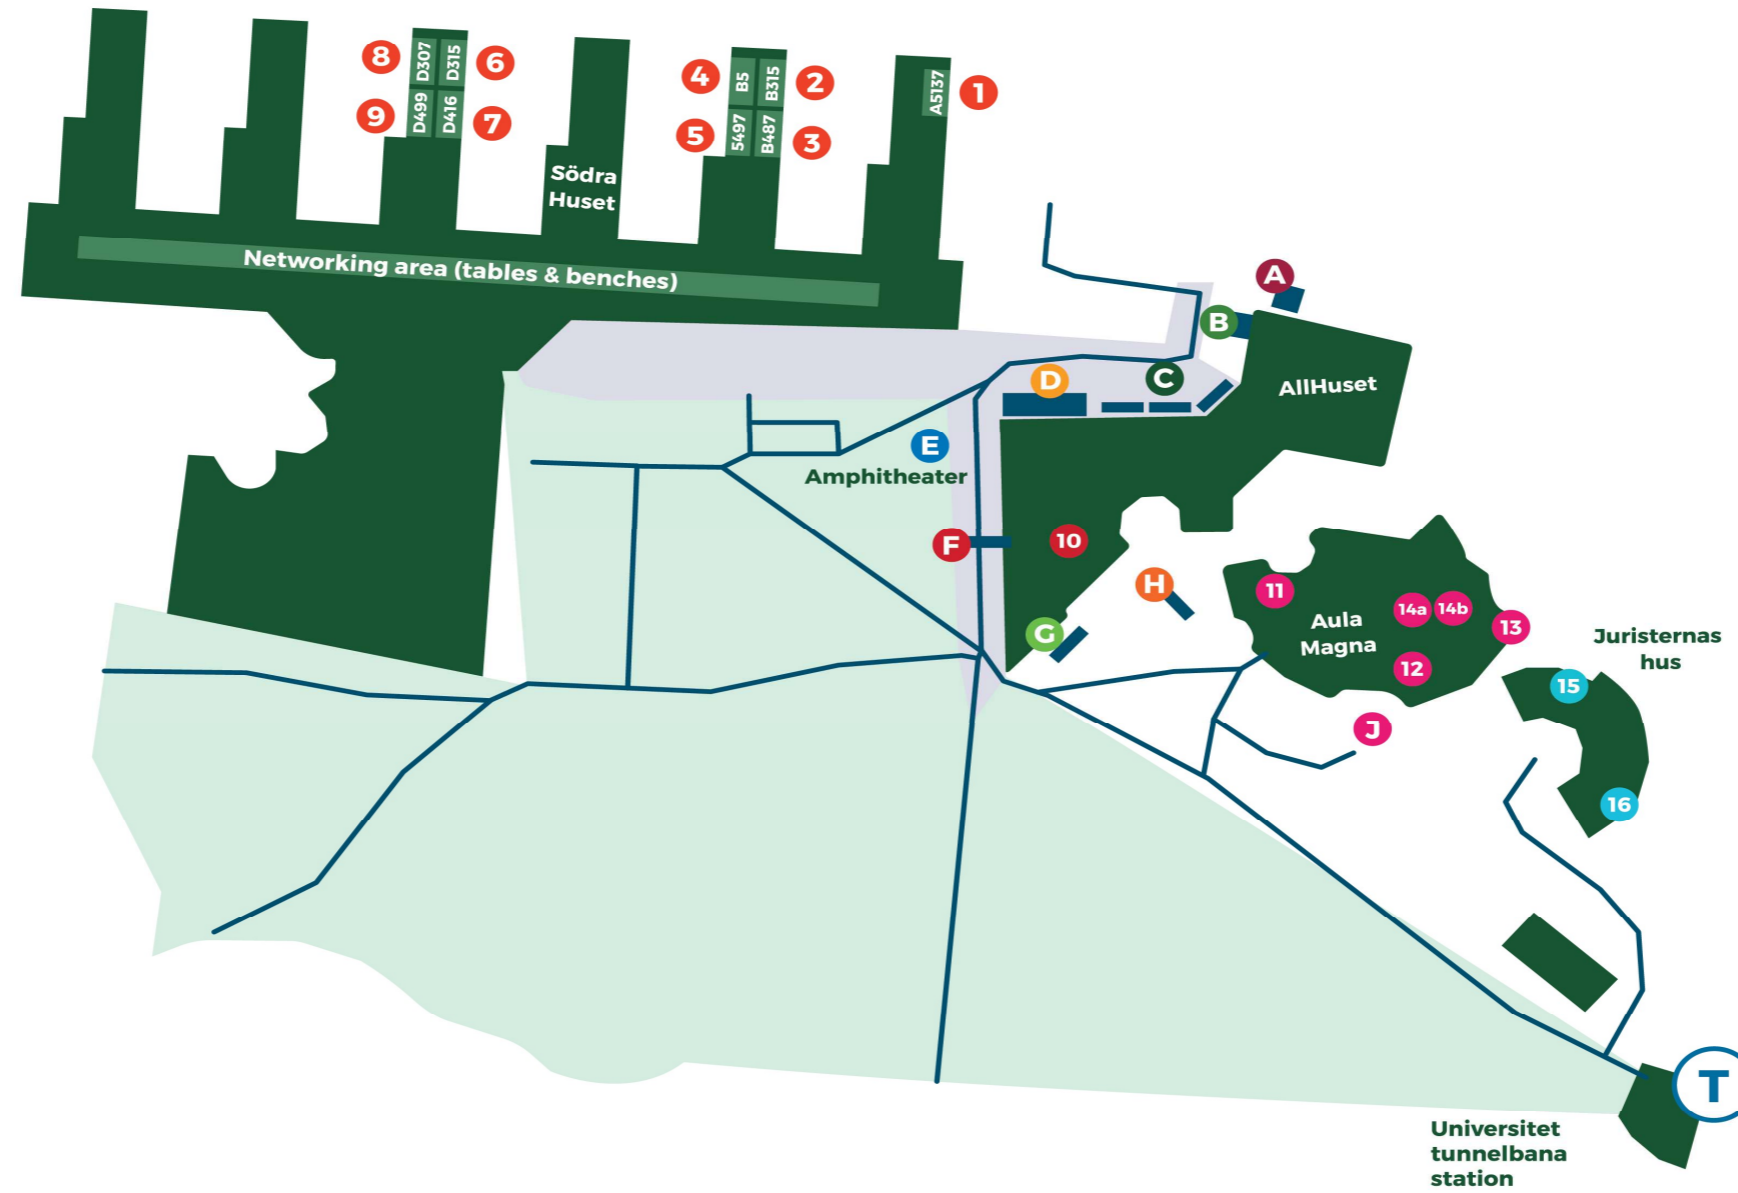 8
D307
D315
6
9
D499
D416
7
4
B5
B315
2
5
5497
B487
3
A5137
1
Södra
Huset
Networking area (tables & benches)
A
B
C
D
AllHuset
E
Amphitheater
F
10
G
H
11
Aula
Magna
14a
14b
13
12
J
Juristernas
hus
15
16
T
Universitet
tunnelbana
station